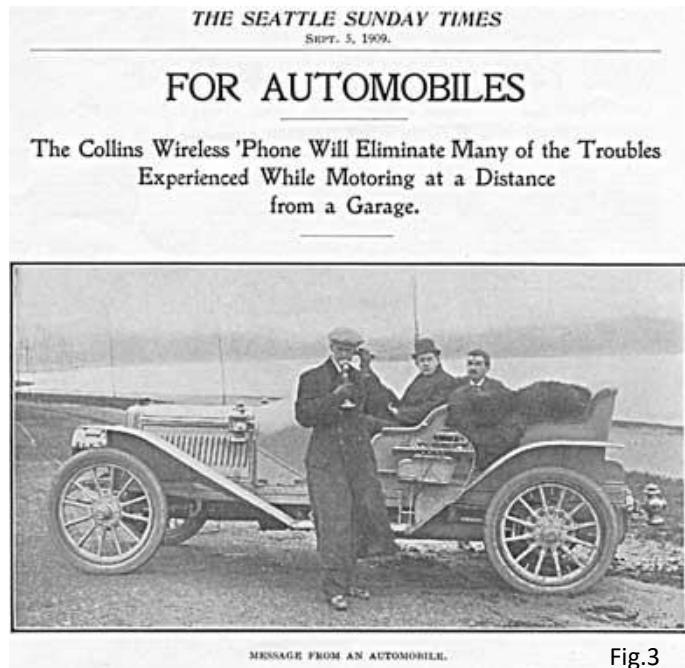 THE SEATTLE SUNDAY TIMES
SEPT. 5, 1909.
FOR AUTOMOBILES
The Collins Wireless 'Phone Will Eliminate Many of the Troubles
Experienced While Motoring at a Distance
from a Garage.
MESSAGE FROM AN AUTOMOBILE.
Fig.3